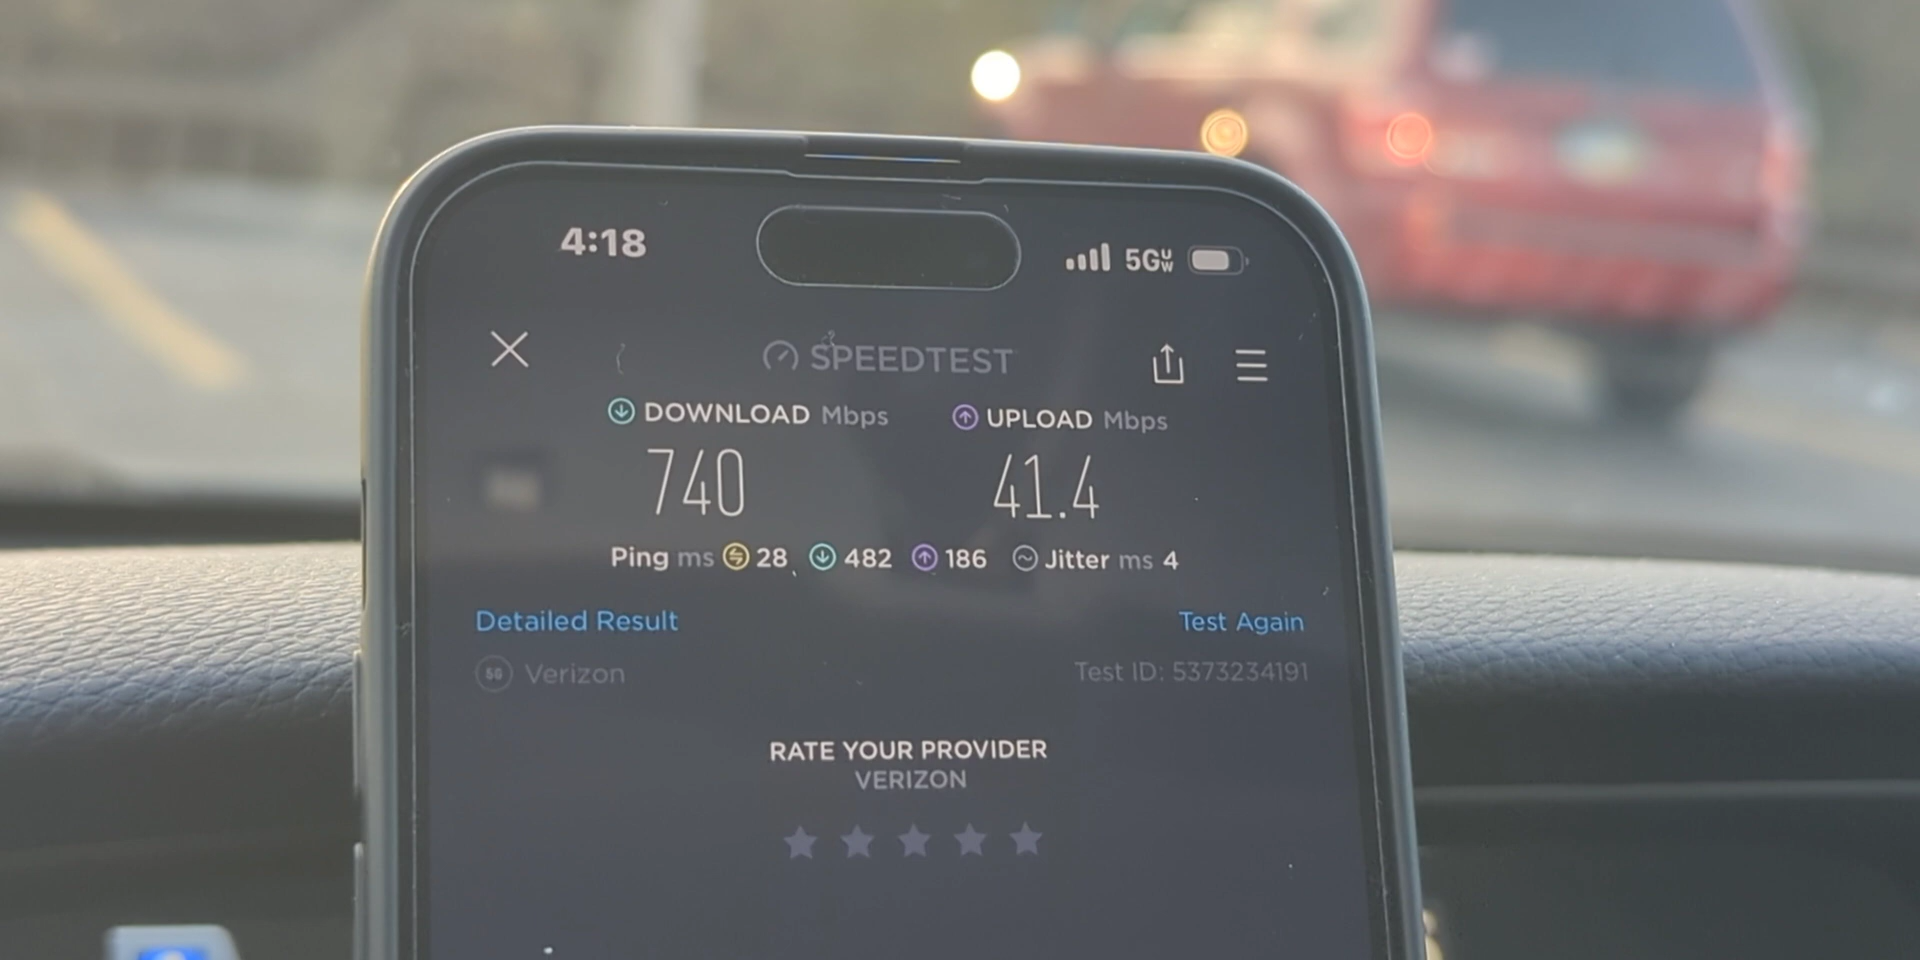 4:18 5G UW
SPEEDTEST
DOWNLOAD Mbps UPLOAD Mbps
740 41.4
Ping ms 28 482 186 Jitter ms 4
Detailed Result Test Again
5G Verizon Test ID: 5373234191
RATE YOUR PROVIDER
VERIZON